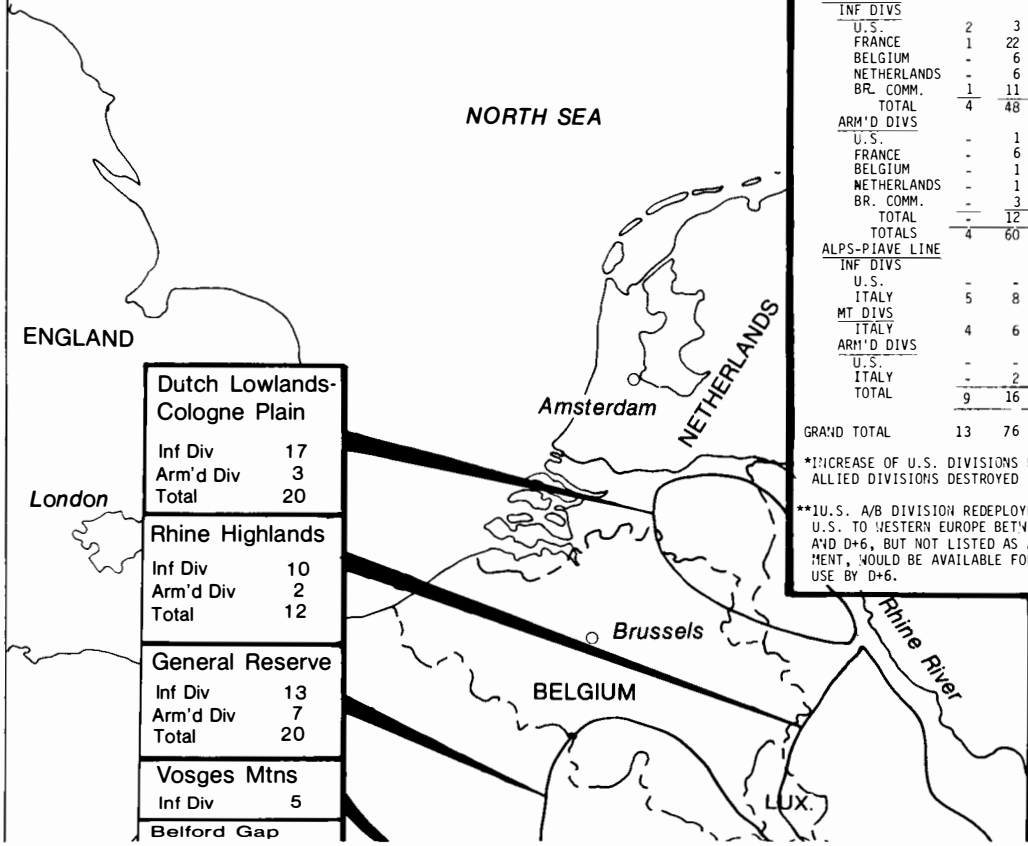 NORTH SEA
ENGLAND
London
Amsterdam
NETHERLANDS
Brussels
BELGIUM
LUX.
Rhine River
Dutch Lowlands-
Cologne Plain
Inf Div 17
Arm'd Div 3
Total 20
Rhine Highlands
Inf Div 10
Arm'd Div 2
Total 12
General Reserve
Inf Div 13
Arm'd Div 7
Total 20
Vosges Mtns
Inf Div 5
Belford Gap
INF DIVS
U.S. 2 3
FRANCE 1 22
BELGIUM - 6
NETHERLANDS - 6
BR. COMM. 1 11
TOTAL 4 48
ARM'D DIVS
U.S. - 1
FRANCE - 6
BELGIUM - 1
NETHERLANDS - 1
BR. COMM. - 3
TOTAL - 12
TOTALS 4 60
ALPS-PIAVE LINE
INF DIVS
U.S. - -
ITALY 5 8
MT DIVS
ITALY 4 6
ARM'D DIVS
U.S. - -
ITALY - 2
TOTAL 9 16
GRAND TOTAL 13 76
*INCREASE OF U.S. DIVISIONS
ALLIED DIVISIONS DESTROYED
**1U.S. A/B DIVISION REDEPLOY
U.S. TO WESTERN EUROPE BET
AND D+6, BUT NOT LISTED AS
MENT, WOULD BE AVAILABLE FO
USE BY D+6.